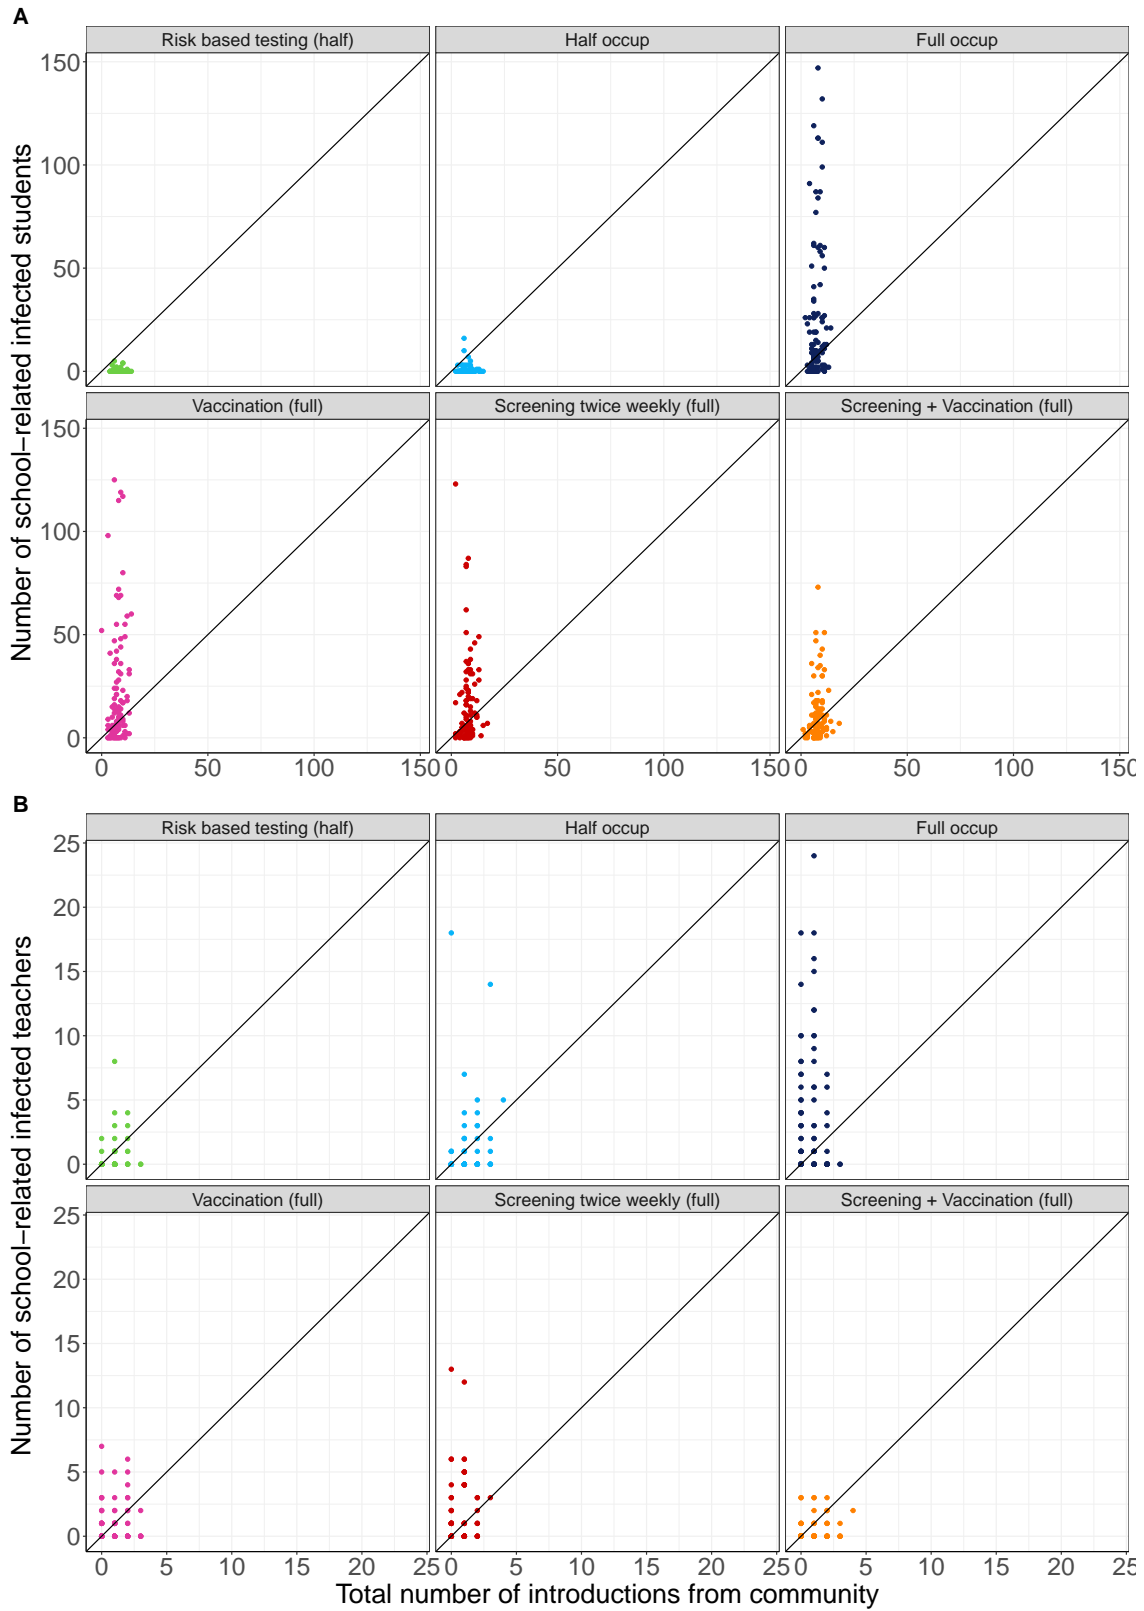 A
Risk based testing (half)
Half occup
Full occup
150
100
50
0
Vaccination (full)
Screening twice weekly (full)
Screening + Vaccination (full)
150
100
50
0
0 50 100 150
0 50 100 150
0 50 100 150
Number of school−related infected students
B
Risk based testing (half)
Half occup
Full occup
25
20
15
10
5
0
Vaccination (full)
Screening twice weekly (full)
Screening + Vaccination (full)
25
20
15
10
5
0
0 5 10 15 20 25
0 5 10 15 20 25
0 5 10 15 20 25
Number of school−related infected teachers
Total number of introductions from community